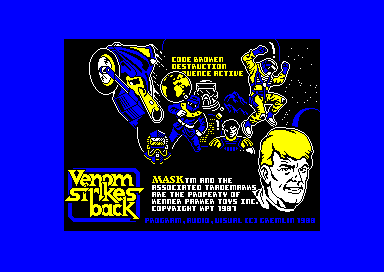 CODE BROKEN
DESTRUCTION
UENCE ACTIVE
Venom
strikes
back
MASK TM AND THE
ASSOCIATED TRADEMARKS
ARE THE PROPERTY OF
KENNER PARKER TOYS INC.
COPYRIGHT KPT 1987